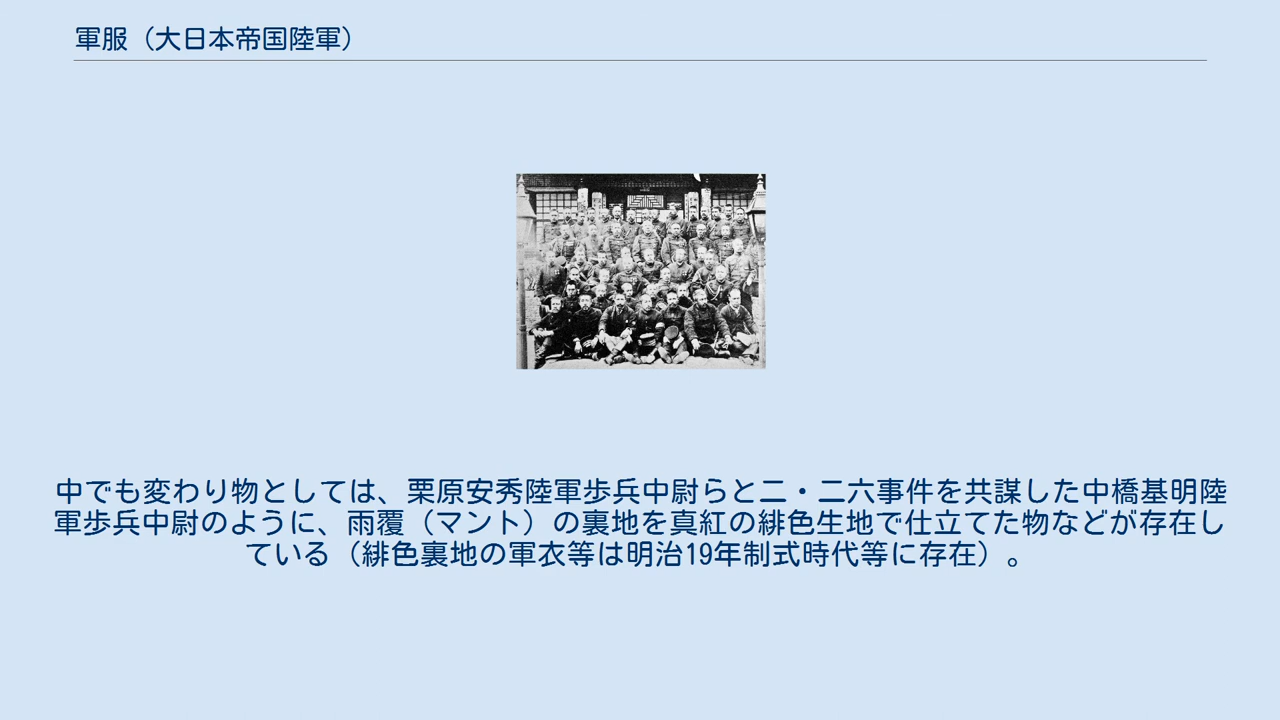 軍服（大日本帝国陸軍）
中でも変わり物としては、栗原安秀陸軍歩兵中尉らと二・二六事件を共謀した中橋基明陸
軍歩兵中尉のように、雨覆（マント）の裏地を真紅の緋色生地で仕立てた物などが存在し
ている（緋色裏地の軍衣等は明治19年制式時代等に存在）。